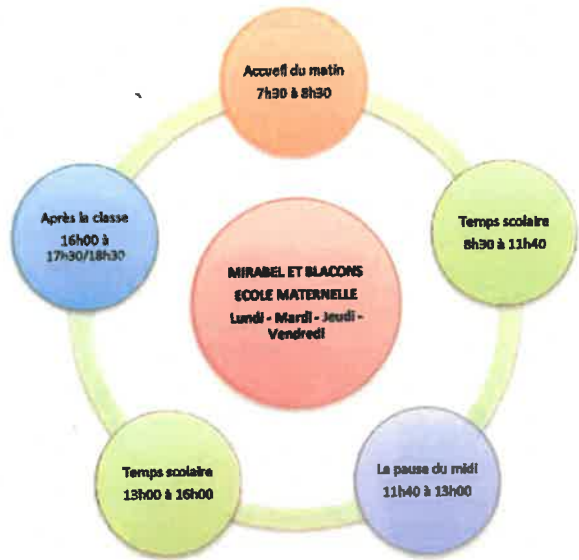 Accueil du matin
7h30 à 8h30
Temps scolaire
8h30 à 11h40
La pause du midi
11h40 à 13h00
Temps scolaire
13h00 à 16h00
Après la classe
16h00 à
17h30/18h30
MIRABEL ET BLACONS
ECOLE MATERNELLE
Lundi - Mardi - Jeudi -
Vendredi